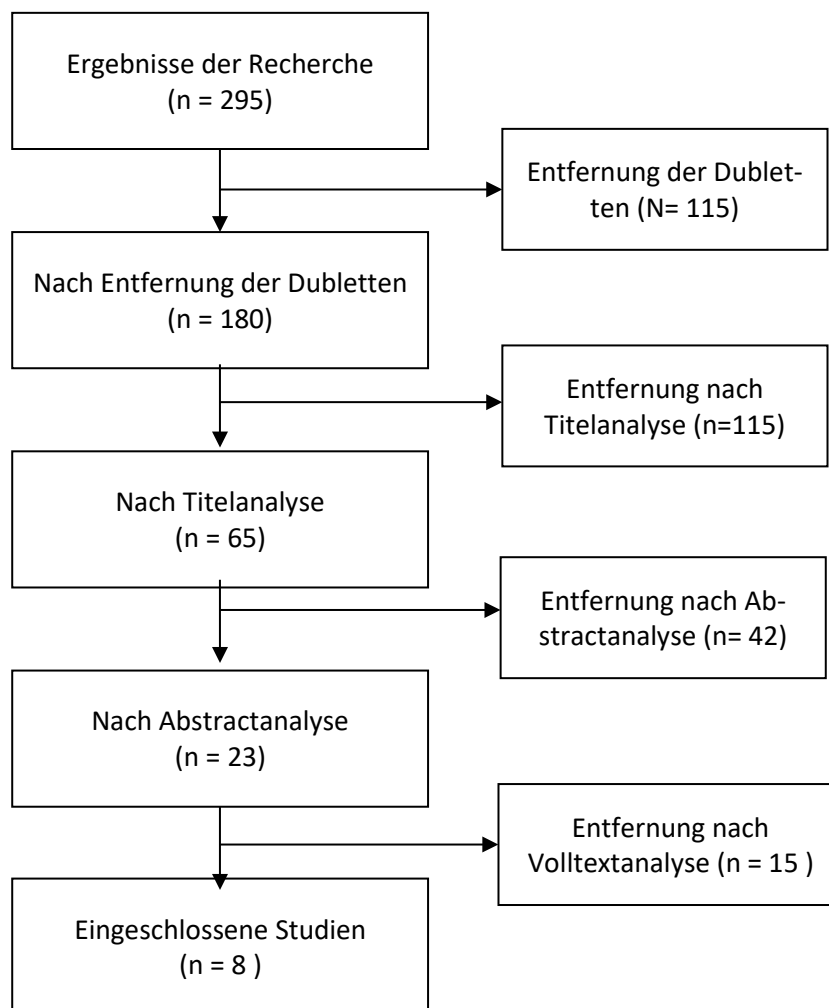 Ergebnisse der Recherche
(n = 295)
Entfernung der Dublet-
ten (N= 115)
Nach Entfernung der Dubletten
(n = 180)
Entfernung nach
Titelanalyse (n=115)
Nach Titelanalyse
(n = 65)
Entfernung nach Ab-
stractanalyse (n= 42)
Nach Abstractanalyse
(n = 23)
Entfernung nach
Volltextanalyse (n = 15 )
Eingeschlossene Studien
(n = 8 )